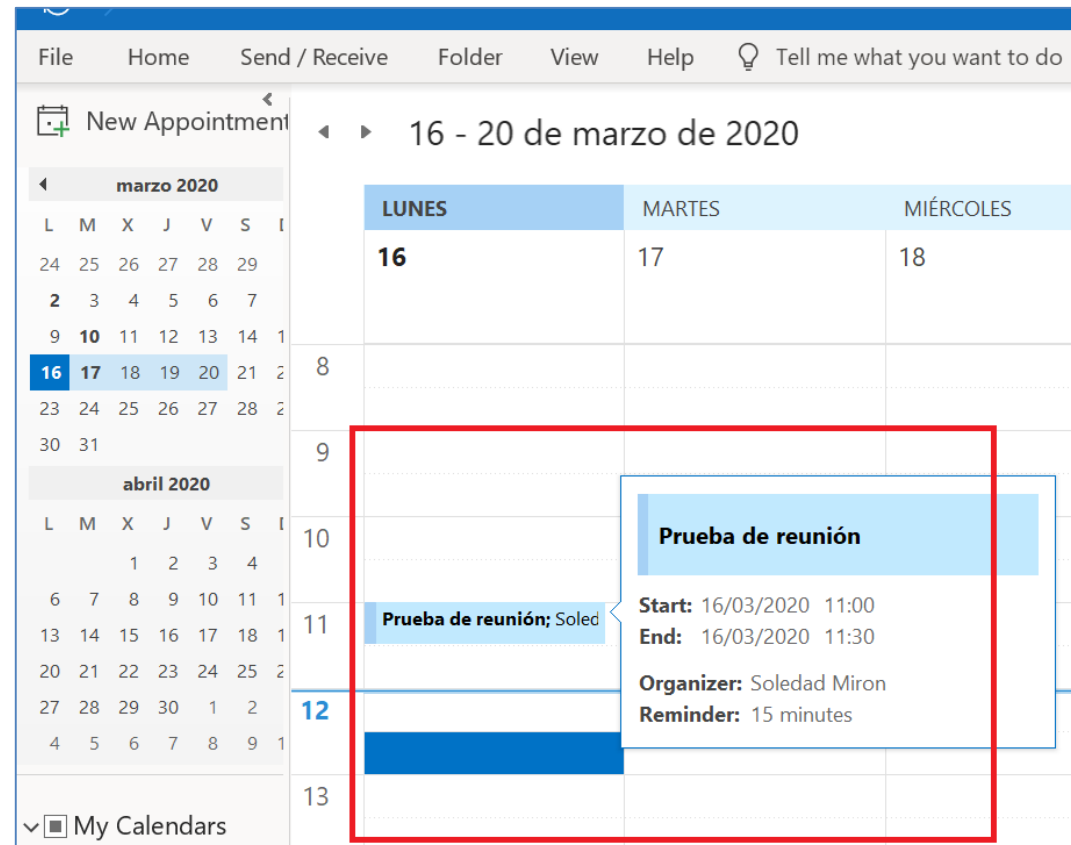 File Home Send / Receive Folder View Help Tell me what you want to do
New Appointment
16 - 20 de marzo de 2020
marzo 2020
L M X J V S
24 25 26 27 28 29
2 3 4 5 6 7
9 10 11 12 13 14
16 17 18 19 20 21
23 24 25 26 27 28
30 31
abril 2020
L M X J V S
1 2 3 4
6 7 8 9 10 11
13 14 15 16 17 18
20 21 22 23 24 25
27 28 29 30 1 2
4 5 6 7 8 9
My Calendars
LUNES MARTES MIÉRCOLES
16 17 18
8
9
10
11
12
13
Prueba de reunión; Soled
Prueba de reunión
Start: 16/03/2020 11:00
End: 16/03/2020 11:30
Organizer: Soledad Miron
Reminder: 15 minutes